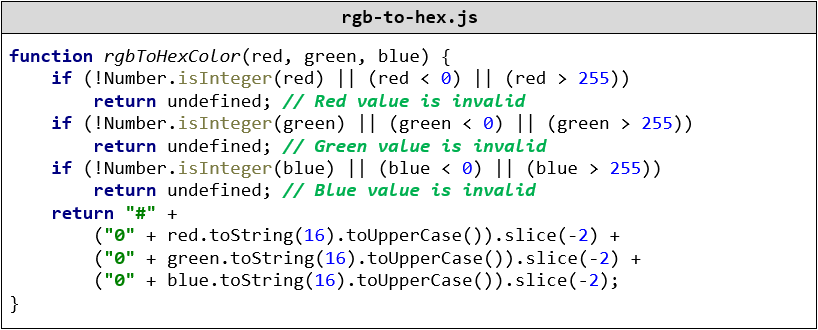 rgb-to-hex.js
function rgbToHexColor(red, green, blue) {
    if (!Number.isInteger(red) || (red < 0) || (red > 255))
        return undefined; // Red value is invalid
    if (!Number.isInteger(green) || (green < 0) || (green > 255))
        return undefined; // Green value is invalid
    if (!Number.isInteger(blue) || (blue < 0) || (blue > 255))
        return undefined; // Blue value is invalid
    return "#" +
        ("0" + red.toString(16).toUpperCase()).slice(-2) +
        ("0" + green.toString(16).toUpperCase()).slice(-2) +
        ("0" + blue.toString(16).toUpperCase()).slice(-2);
}